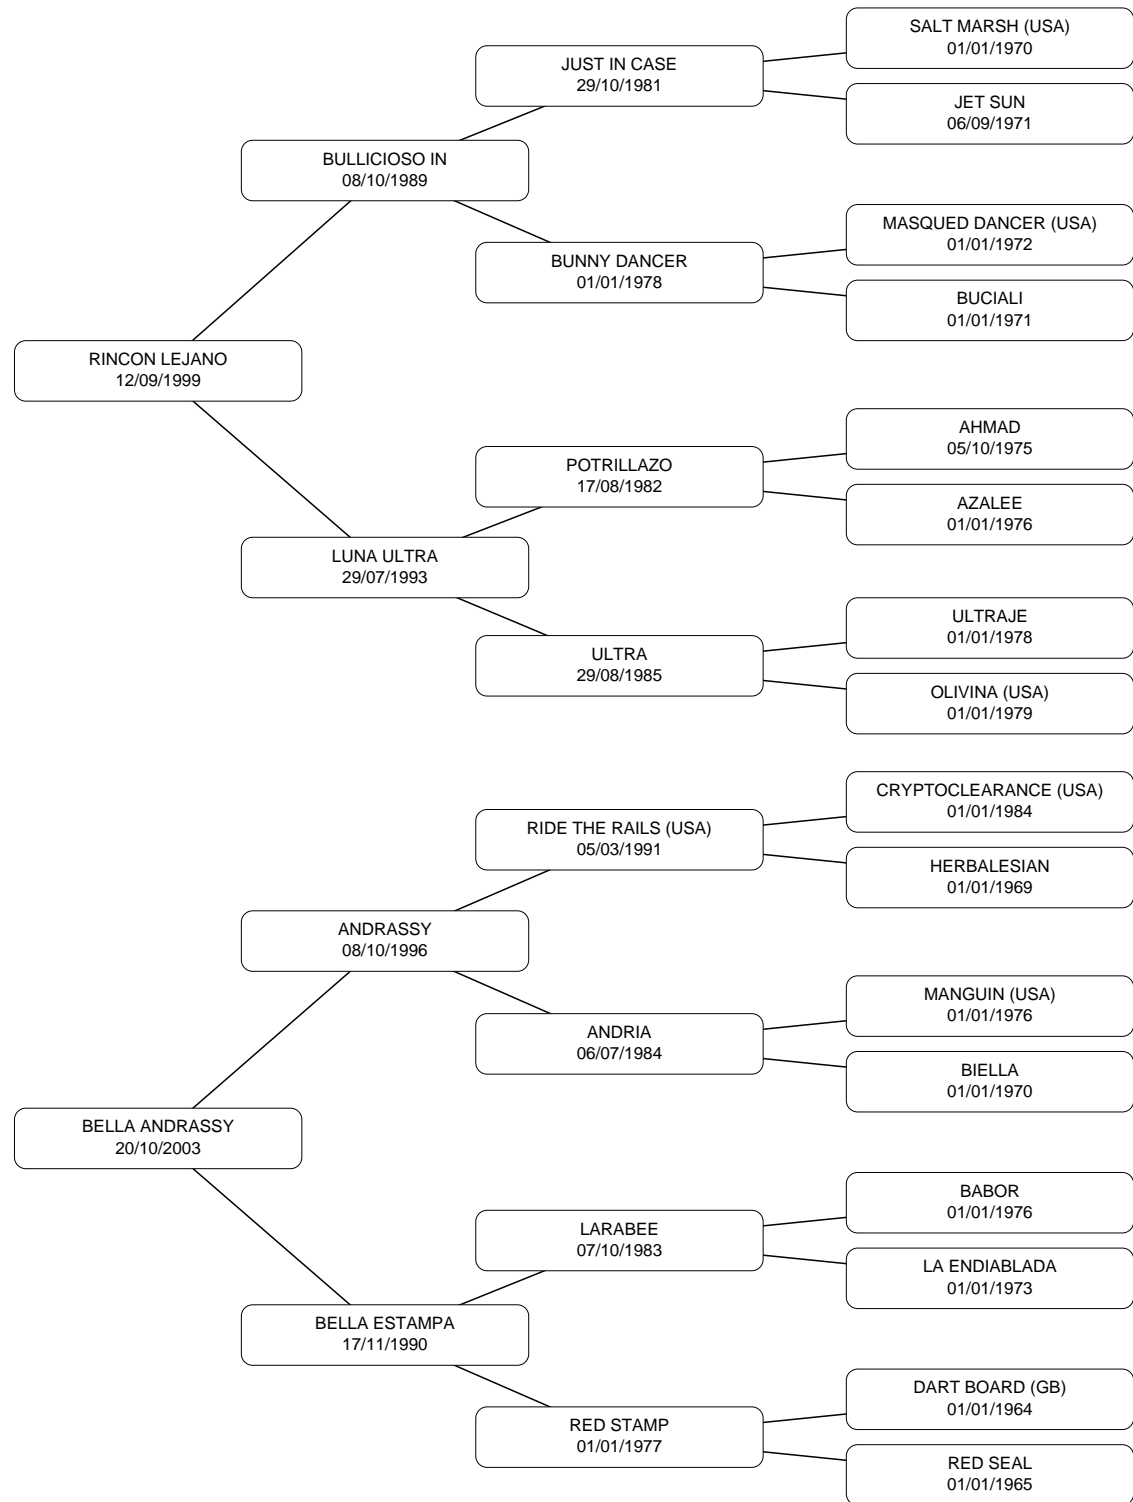 SALT MARSH (USA)
01/01/1970
JUST IN CASE
29/10/1981
JET SUN
06/09/1971
BULLICIOSO IN
08/10/1989
MASQUED DANCER (USA)
01/01/1972
BUNNY DANCER
01/01/1978
BUCIALI
01/01/1971
RINCON LEJANO
12/09/1999
AHMAD
05/10/1975
POTRILLAZO
17/08/1982
AZALEE
01/01/1976
LUNA ULTRA
29/07/1993
ULTRAJE
01/01/1978
ULTRA
29/08/1985
OLIVINA (USA)
01/01/1979
CRYPTOCLEARANCE (USA)
01/01/1984
RIDE THE RAILS (USA)
05/03/1991
HERBALESIAN
01/01/1969
ANDRASSY
08/10/1996
MANGUIN (USA)
01/01/1976
ANDRIA
06/07/1984
BIELLA
01/01/1970
BELLA ANDRASSY
20/10/2003
BABOR
01/01/1976
LARABEE
07/10/1983
LA ENDIABLADA
01/01/1973
BELLA ESTAMPA
17/11/1990
DART BOARD (GB)
01/01/1964
RED STAMP
01/01/1977
RED SEAL
01/01/1965